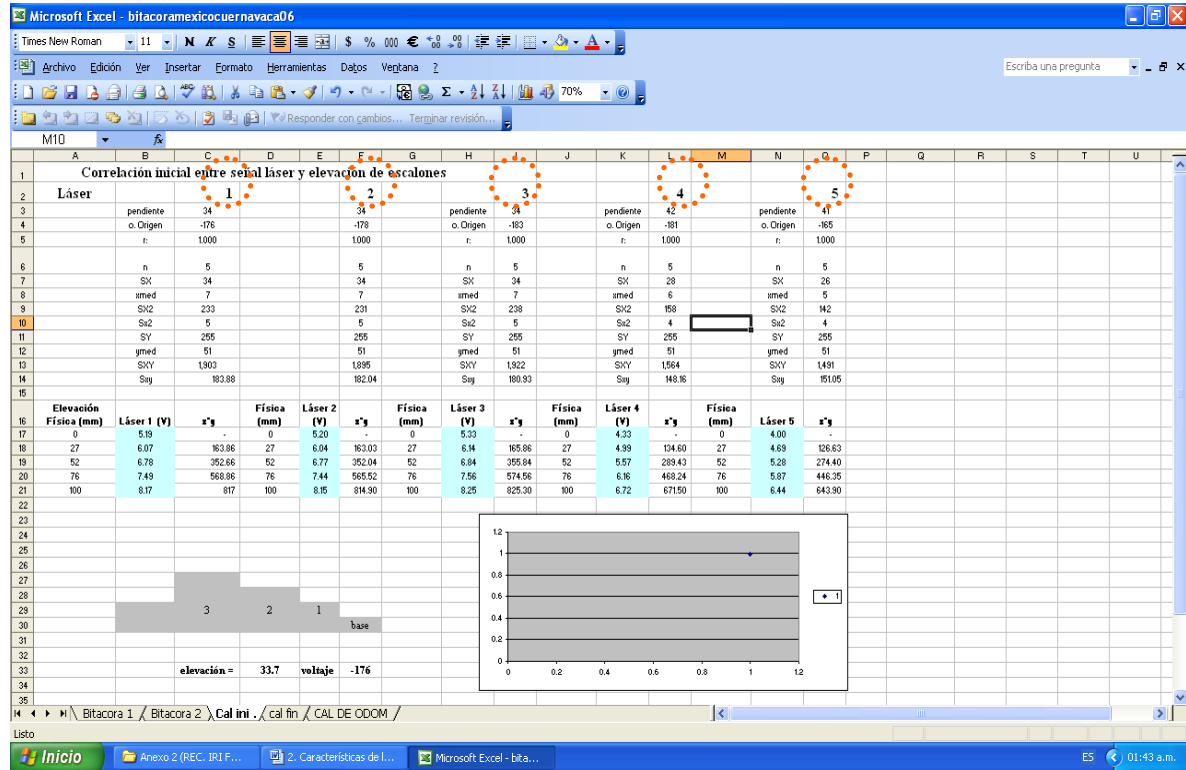 Microsoft Excel - bitacoramexicocuernavaca06
Times New Roman 11 N K S $ % 000 €
Archivo Edición Ver Insertar Formato Herramientas Datos Ventana ? Escriba una pregunta
70%
Responder con cambios... Terminar revisión...
M10 fx
A B C D E F G H I J K L M N O P Q R S T U
1 Correlación inicial entre señal láser y elevación de escalones
2 Láser 1 2 3 4 5
3 pendiente 34 34 pendiente 34 pendiente 42 pendiente 41
4 o. Origen -176 -178 o. Origen -183 o. Origen -181 o. Origen -165
5 r: 1.000 1.000 r: 1.000 r: 1.000 r: 1.000
6 n 5 5 n 5 n 5 n 5
7 SX 34 34 SX 34 SX 28 SX 26
8 xmed 7 7 xmed 7 xmed 6 xmed 5
9 SX2 233 231 SX2 238 SX2 158 SX2 142
10 Sx2 5 5 Sx2 5 Sx2 4 Sx2 4
11 SY 255 255 SY 255 SY 255 SY 255
12 ymed 51 51 ymed 51 ymed 51 ymed 51
13 SXY 1,903 1,895 SXY 1,922 SXY 1,564 SXY 1,491
14 Sxy 183.88 182.04 Sxy 180.93 Sxy 148.16 Sxy 151.05
15
Elevación Física Láser 2 Física Láser 3 Física Láser 4 Física
16 Física (mm) Láser 1 (V) x*y (mm) (V) x*y (mm) (V) x*y (mm) (V) x*y (mm) Láser 5 x*y
17 0 5.19 - 0 5.20 - 0 5.33 - 0 4.33 - 0 4.00 -
18 27 6.07 163.86 27 6.04 163.03 27 6.14 165.86 27 4.99 134.60 27 4.69 126.63
19 52 6.78 352.66 52 6.77 352.04 52 6.84 355.84 52 5.57 289.43 52 5.28 274.40
20 76 7.49 568.86 76 7.44 565.52 76 7.56 574.56 76 6.16 468.24 76 5.87 446.35
21 100 8.17 817 100 8.15 814.90 100 8.25 825.30 100 6.72 671.50 100 6.44 643.90
22
23
1.2
24
1
25
26
0.8
27
28
0.6 1
29 3 2 1
0.4
30 base
31
0.2
32
0
33 elevación = 33.7 voltaje -176
0 0.2 0.4 0.6 0.8 1 1.2
34
35
Bitacora 1 / Bitacora 2 \ Cal ini . / cal fin / CAL DE ODOM /
Listo
Inicio Anexo 2 (REC. IRI F... 2. Características de l... Microsoft Excel - bita... ES 01:43 a.m.